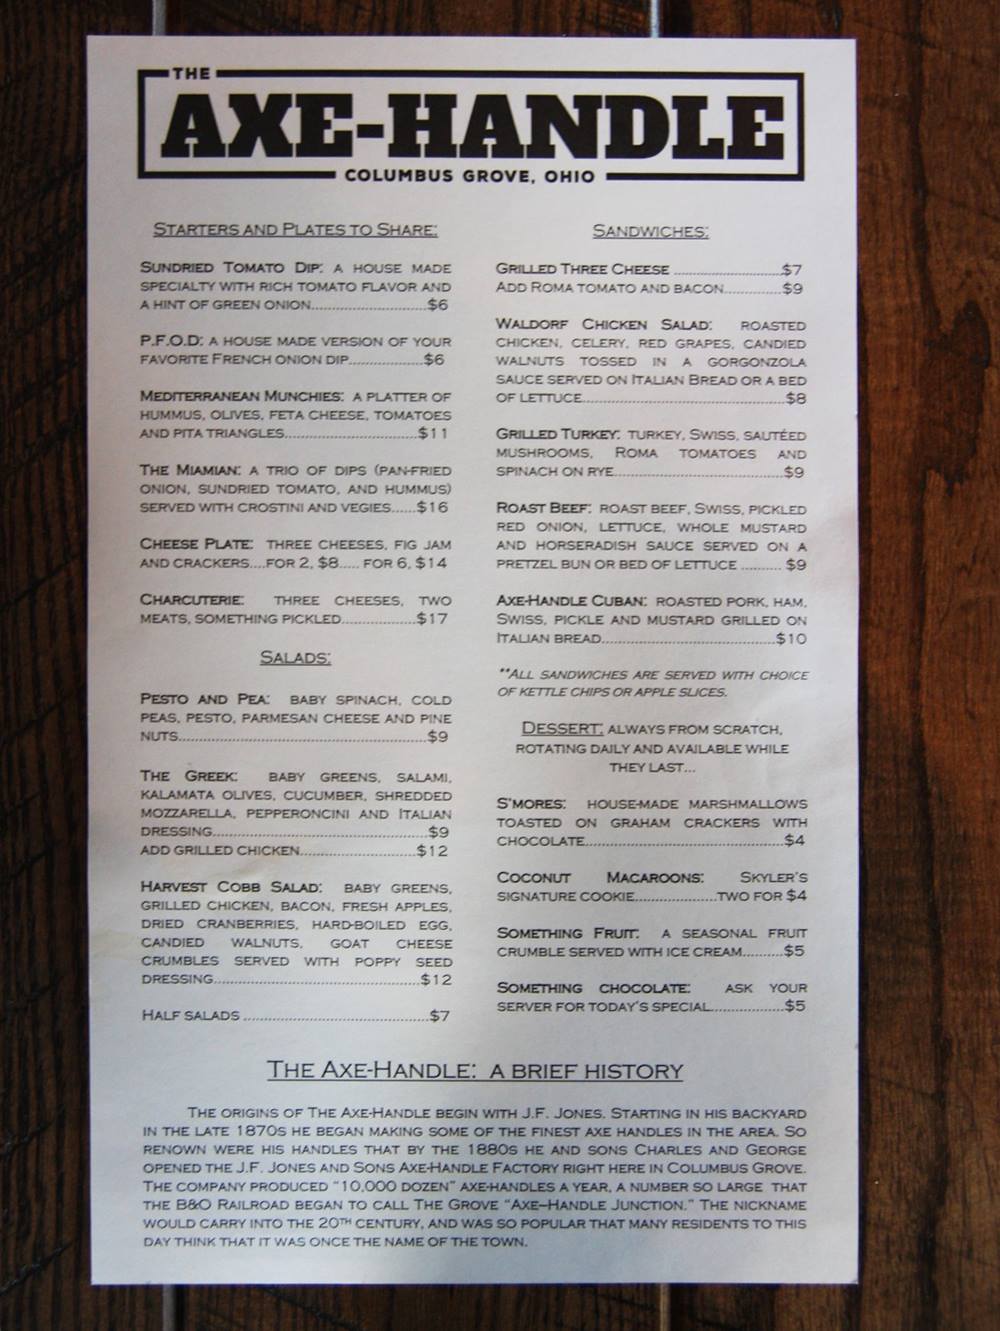 THE
AXE-HANDLE
COLUMBUS GROVE, OHIO
STARTERS AND PLATES TO SHARE:
SUNDRIED TOMATO DIP: A HOUSE MADE
SPECIALTY WITH RICH TOMATO FLAVOR AND
A HINT OF GREEN ONION..............................$6
P.F.O.D: A HOUSE MADE VERSION OF YOUR
FAVORITE FRENCH ONION DIP...................$6
MEDITERRANEAN MUNCHIES: A PLATTER OF
HUMMUS, OLIVES, FETA CHEESE, TOMATOES
AND PITA TRIANGLES..................................$11
THE MIAMIAN: A TRIO OF DIPS (PAN-FRIED
ONION, SUNDRIED TOMATO, AND HUMMUS)
SERVED WITH CROSTINI AND VEGIES......$16
CHEESE PLATE: THREE CHEESES, FIG JAM
AND CRACKERS....FOR 2, $8..... FOR 6, $14
CHARCUTERIE: THREE CHEESES, TWO
MEATS, SOMETHING PICKLED...................$17
SALADS:
PESTO AND PEA: BABY SPINACH, COLD
PEAS, PESTO, PARMESAN CHEESE AND PINE
NUTS................................................................$9
THE GREEK: BABY GREENS, SALAMI,
KALAMATA OLIVES, CUCUMBER, SHREDDED
MOZZARELLA, PEPPERONCINI AND ITALIAN
DRESSING.......................................................$9
ADD GRILLED CHICKEN..............................$12
HARVEST COBB SALAD: BABY GREENS,
GRILLED CHICKEN, BACON, FRESH APPLES,
DRIED CRANBERRIES, HARD-BOILED EGG,
CANDIED WALNUTS, GOAT CHEESE
CRUMBLES SERVED WITH POPPY SEED
DRESSING.....................................................$12
HALF SALADS ................................................$7
SANDWICHES:
GRILLED THREE CHEESE ............................$7
ADD ROMA TOMATO AND BACON...............$9
WALDORF CHICKEN SALAD: ROASTED
CHICKEN, CELERY, RED GRAPES, CANDIED
WALNUTS TOSSED IN A GORGONZOLA
SAUCE SERVED ON ITALIAN BREAD OR A BED
OF LETTUCE....................................................$8
GRILLED TURKEY: TURKEY, SWISS, SAUTÉED
MUSHROOMS, ROMA TOMATOES AND
SPINACH ON RYE............................................$9
ROAST BEEF: ROAST BEEF, SWISS, PICKLED
RED ONION, LETTUCE, WHOLE MUSTARD
AND HORSERADISH SAUCE SERVED ON A
PRETZEL BUN OR BED OF LETTUCE .......... $9
AXE-HANDLE CUBAN: ROASTED PORK, HAM,
SWISS, PICKLE AND MUSTARD GRILLED ON
ITALIAN BREAD.............................................$10
**ALL SANDWICHES ARE SERVED WITH CHOICE
OF KETTLE CHIPS OR APPLE SLICES.
DESSERT: ALWAYS FROM SCRATCH,
ROTATING DAILY AND AVAILABLE WHILE
THEY LAST...
S'MORES: HOUSE-MADE MARSHMALLOWS
TOASTED ON GRAHAM CRACKERS WITH
CHOCOLATE...................................................$4
COCONUT MACAROONS: SKYLER'S
SIGNATURE COOKIE.....................TWO FOR $4
SOMETHING FRUIT: A SEASONAL FRUIT
CRUMBLE SERVED WITH ICE CREAM..........$5
SOMETHING CHOCOLATE: ASK YOUR
SERVER FOR TODAY'S SPECIAL...................$5
THE AXE-HANDLE: A BRIEF HISTORY
THE ORIGINS OF THE AXE-HANDLE BEGIN WITH J.F. JONES. STARTING IN HIS BACKYARD
IN THE LATE 1870S HE BEGAN MAKING SOME OF THE FINEST AXE HANDLES IN THE AREA. SO
RENOWN WERE HIS HANDLES THAT BY THE 1880S HE AND SONS CHARLES AND GEORGE
OPENED THE J.F. JONES AND SONS AXE-HANDLE FACTORY RIGHT HERE IN COLUMBUS GROVE.
THE COMPANY PRODUCED "10,000 DOZEN" AXE-HANDLES A YEAR, A NUMBER SO LARGE THAT
THE B&O RAILROAD BEGAN TO CALL THE GROVE "AXE–HANDLE JUNCTION." THE NICKNAME
WOULD CARRY INTO THE 20TH CENTURY, AND WAS SO POPULAR THAT MANY RESIDENTS TO THIS
DAY THINK THAT IT WAS ONCE THE NAME OF THE TOWN.